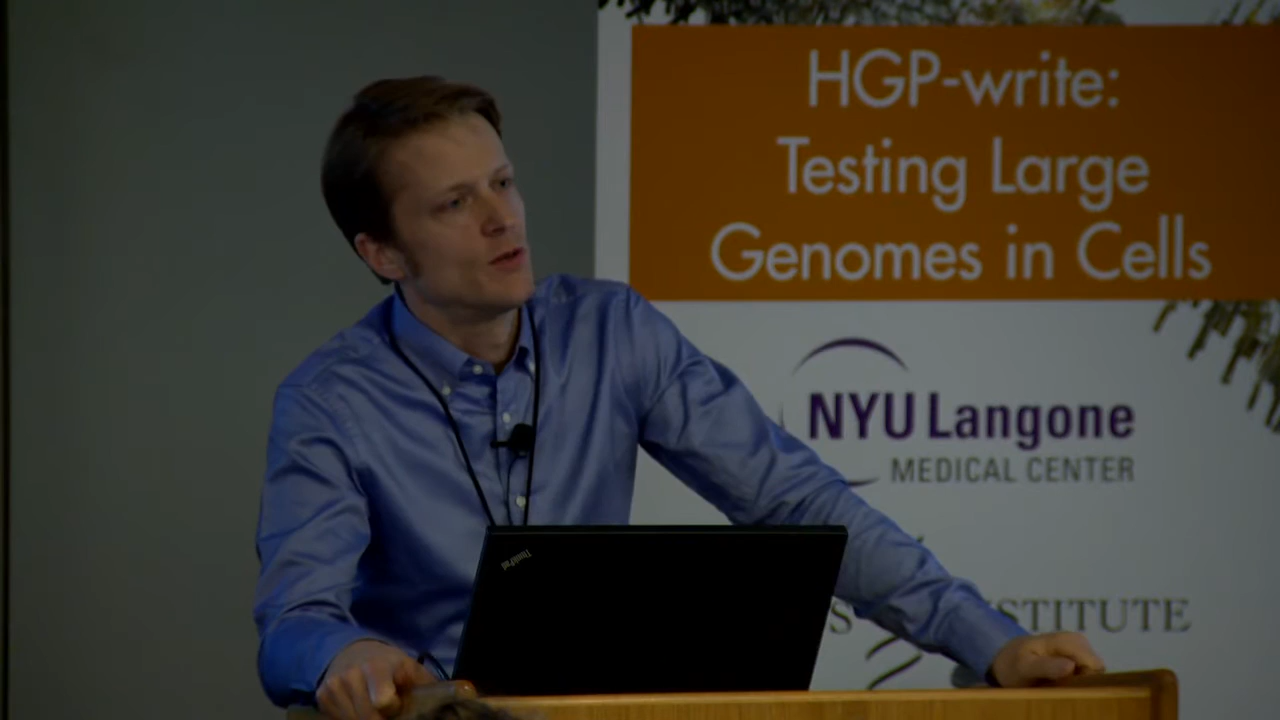 HGP-write:
Testing Large
Genomes in Cells
NYU Langone
MEDICAL CENTER
ThinkPad